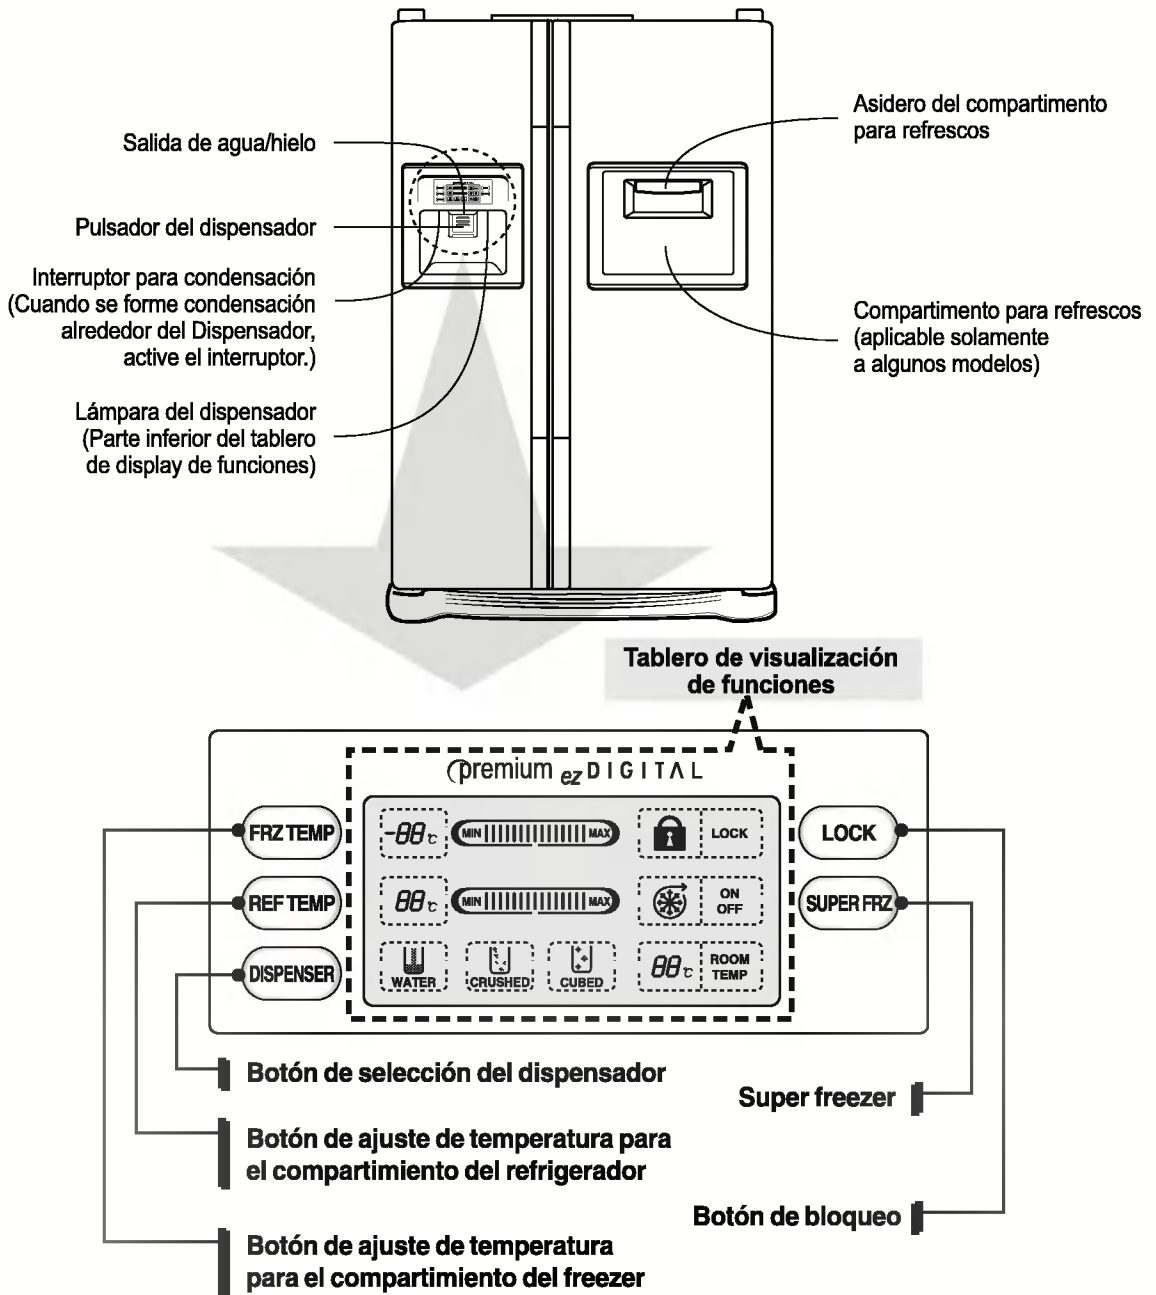 Salida de agua/hielo
Pulsador del dispensador
Interruptor para condensación
(Cuando se forme condensación
alrededor del Dispensador,
active el interruptor.)
Lámpara del dispensador
(Parte inferior del tablero
de display de funciones)
Asidero del compartimento
para refrescos
Compartimento para refrescos
(aplicable solamente
a algunos modelos)
Tablero de visualización
de funciones
premium ez DIGITAL
FRZ TEMP
-88 °C
MIN MAX
LOCK
LOCK
REF TEMP
88 °C
MIN MAX
ON
OFF
SUPER FRZ
DISPENSER
WATER
CRUSHED
CUBED
88 °C
ROOM
TEMP
Botón de selección del dispensador
Super freezer
Botón de ajuste de temperatura para
el compartimiento del refrigerador
Botón de bloqueo
Botón de ajuste de temperatura
para el compartimiento del freezer